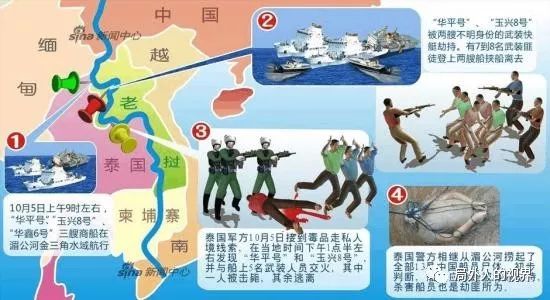 sina 新闻中心
中国
缅甸
越南
老挝
泰国
柬埔寨
sina 新闻中心
1
10月5日上午9时左右,
“华平号”、“玉兴8号”、
“华鑫6号”三艘商船在
湄公河金三角水域航行
2
“华平号”、“玉兴8号”
被两艘不明身份的武装快
艇劫持。有7到8名武装匪
徒登上两艘船挟船离去
3
泰国军方10月5日接到毒品走私人
境线索,在当地时间下午1点半左
右发现“华平号”和“玉兴8号”,
并与船上5名武装人员交火,其中
一人被击毙,其余逃离
4
泰国警方相继从湄公河捞起了
全部13
判断,
杀害船员也是劫匪所为。
局外人的视界